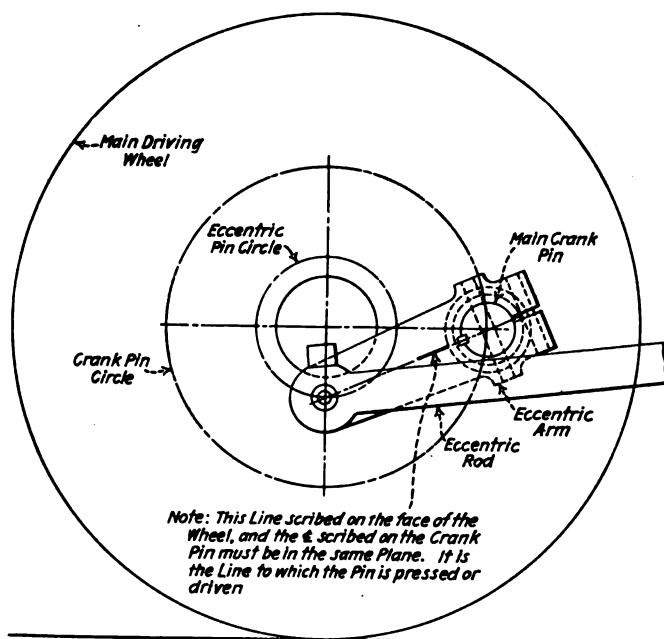 Main Driving
Wheel
Eccentric
Pin Circle
Main Crank
Pin
Crank Pin
Circle
Eccentric
Arm
Eccentric
Rod
Note: This Line scribed on the face of the
Wheel, and the ℄ scribed on the Crank
Pin must be in the same Plane. It is
the Line to which the Pin is pressed or
driven